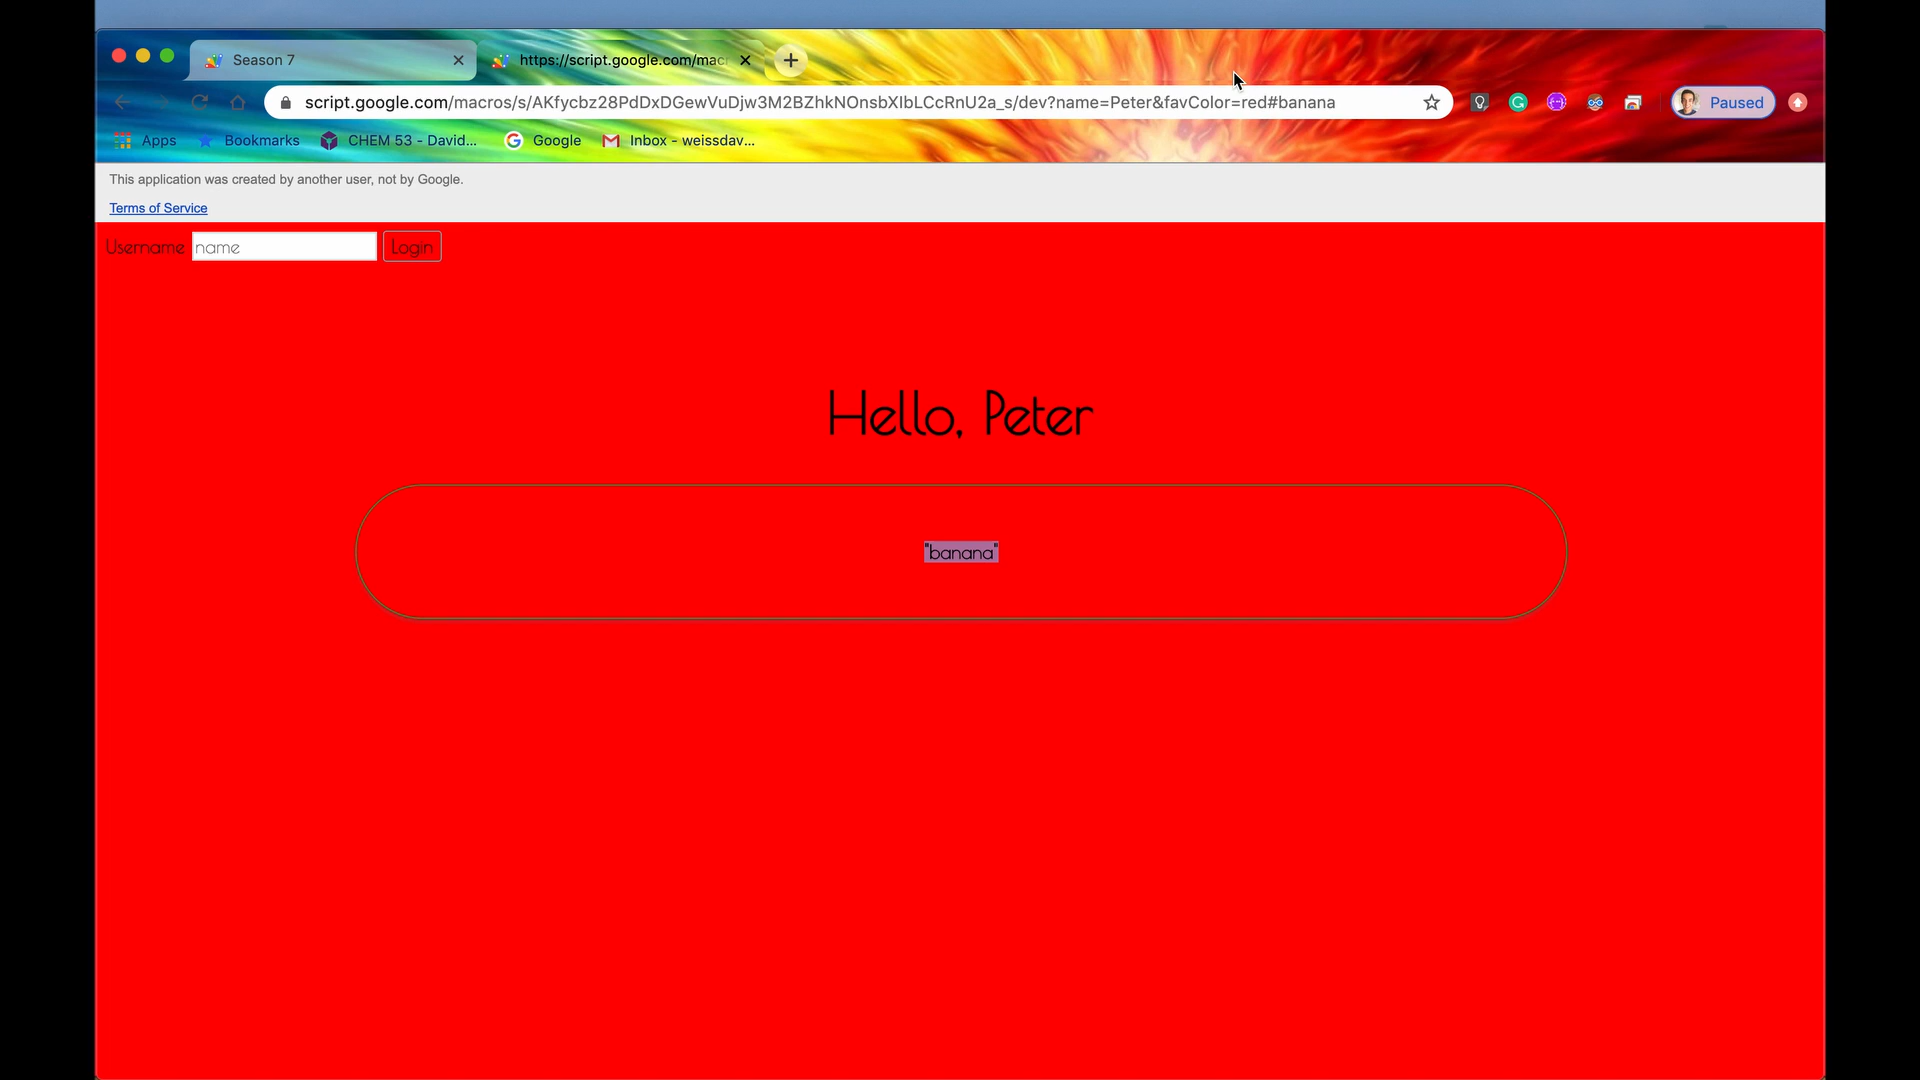 Season 7
https://script.google.com/mac
script.google.com/macros/s/AKfycbz28PdDxDGewVuDjw3M2BZhkNOnsbXIbLCcRnU2a_s/dev?name=Peter&favColor=red#banana
Paused
Apps
Bookmarks
CHEM 53 - David...
Google
Inbox - weissdav...
This application was created by another user, not by Google.
Terms of Service
Username name Login
Hello, Peter
"banana"